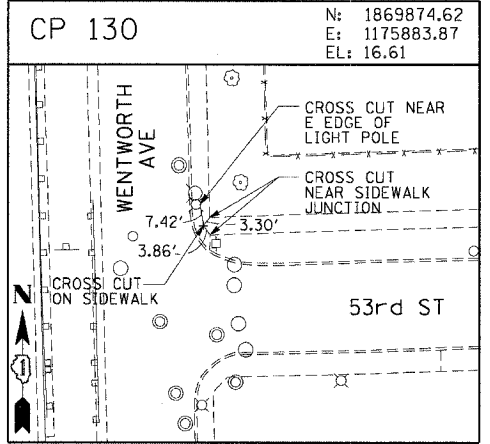 CP 130
N: 1869874.62
E: 1175883.87
EL: 16.61
WENTWORTH
AVE
CROSS CUT NEAR
E EDGE OF
LIGHT POLE
CROSS CUT
NEAR SIDEWALK
JUNCTION
7.42'
3.30'
3.86'
CROSS CUT
ON SIDEWALK
N
1
53rd ST